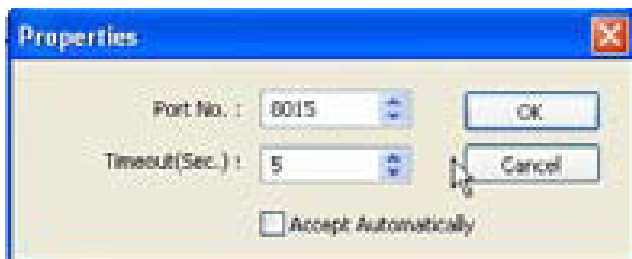 Properties
Port No. : 8015 OK
Timeout(Sec.) : 5 Cancel
Accept Automatically